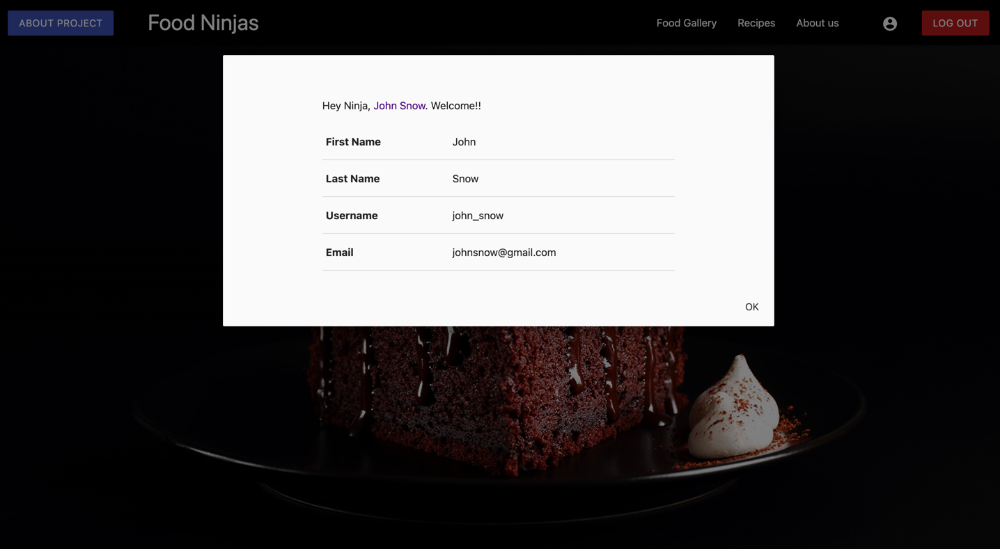 ABOUT PROJECT
Food Ninjas
Food Gallery
Recipes
About us
LOG OUT
Hey Ninja, John Snow. Welcome!!
First Name John
Last Name Snow
Username john_snow
Email johnsnow@gmail.com
OK